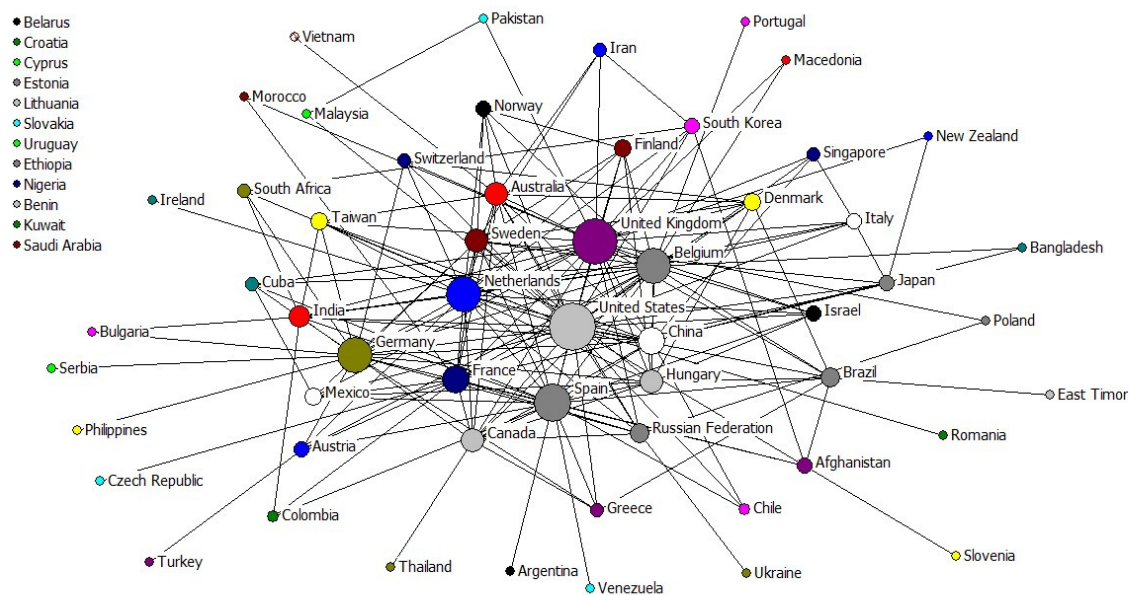 Belarus
Croatia
Cyprus
Estonia
Lithuania
Slovakia
Uruguay
Ethiopia
Nigeria
Benin
Kuwait
Saudi Arabia
Pakistan
Portugal
Vietnam
Iran
Macedonia
Morocco
Malaysia
Norway
South Korea
New Zealand
Switzerland
Finland
Singapore
South Africa
Ireland
Australia
Denmark
Taiwan
United Kingdom
Italy
Sweden
Belgium
Bangladesh
Cuba
Netherlands
Japan
India
United States
Israel
Poland
Bulgaria
Germany
China
Serbia
France
Hungary
Brazil
Mexico
Spain
East Timor
Philippines
Canada
Russian Federation
Romania
Austria
Afghanistan
Czech Republic
Colombia
Greece
Chile
Turkey
Thailand
Argentina
Ukraine
Slovenia
Venezuela